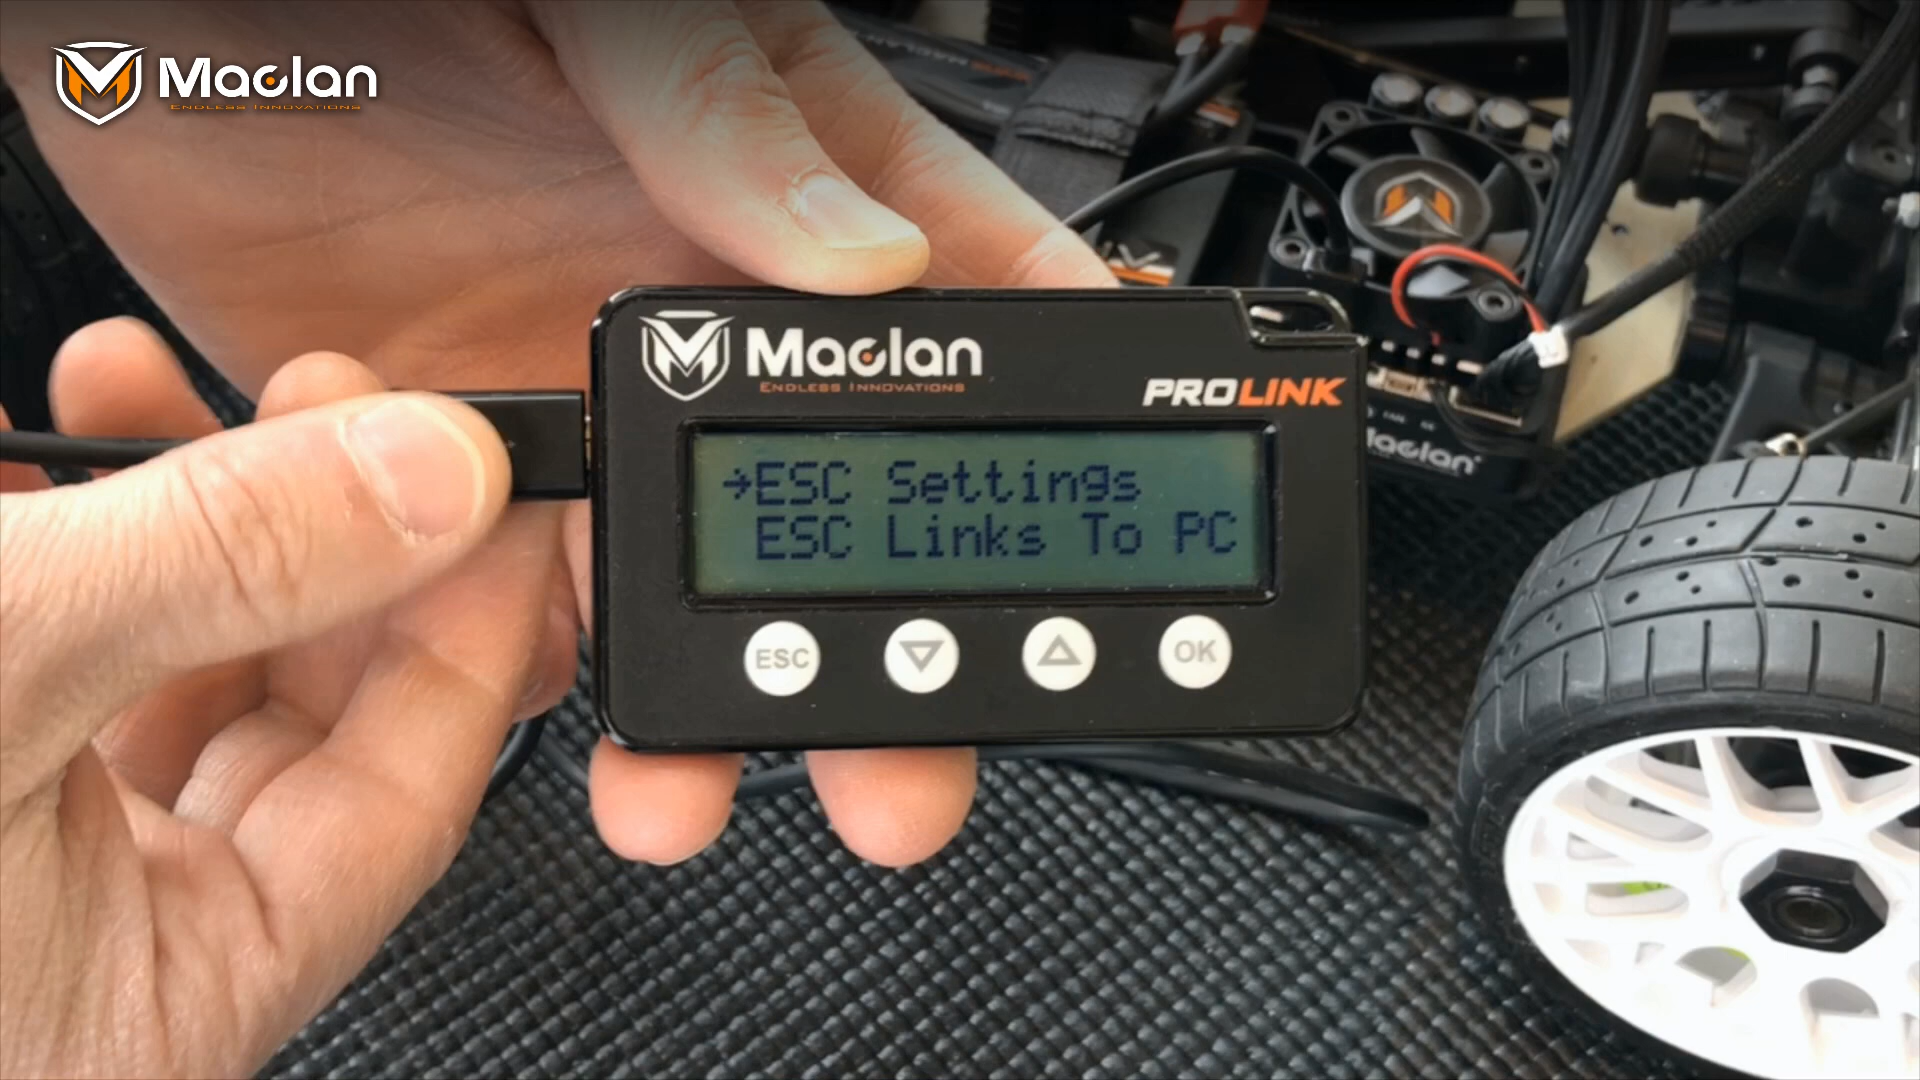 Maclan
ENDLESS INNOVATIONS
Maclan
ENDLESS INNOVATIONS
PROLINK
→ESC Settings
ESC Links To PC
ESC
OK
Maclan